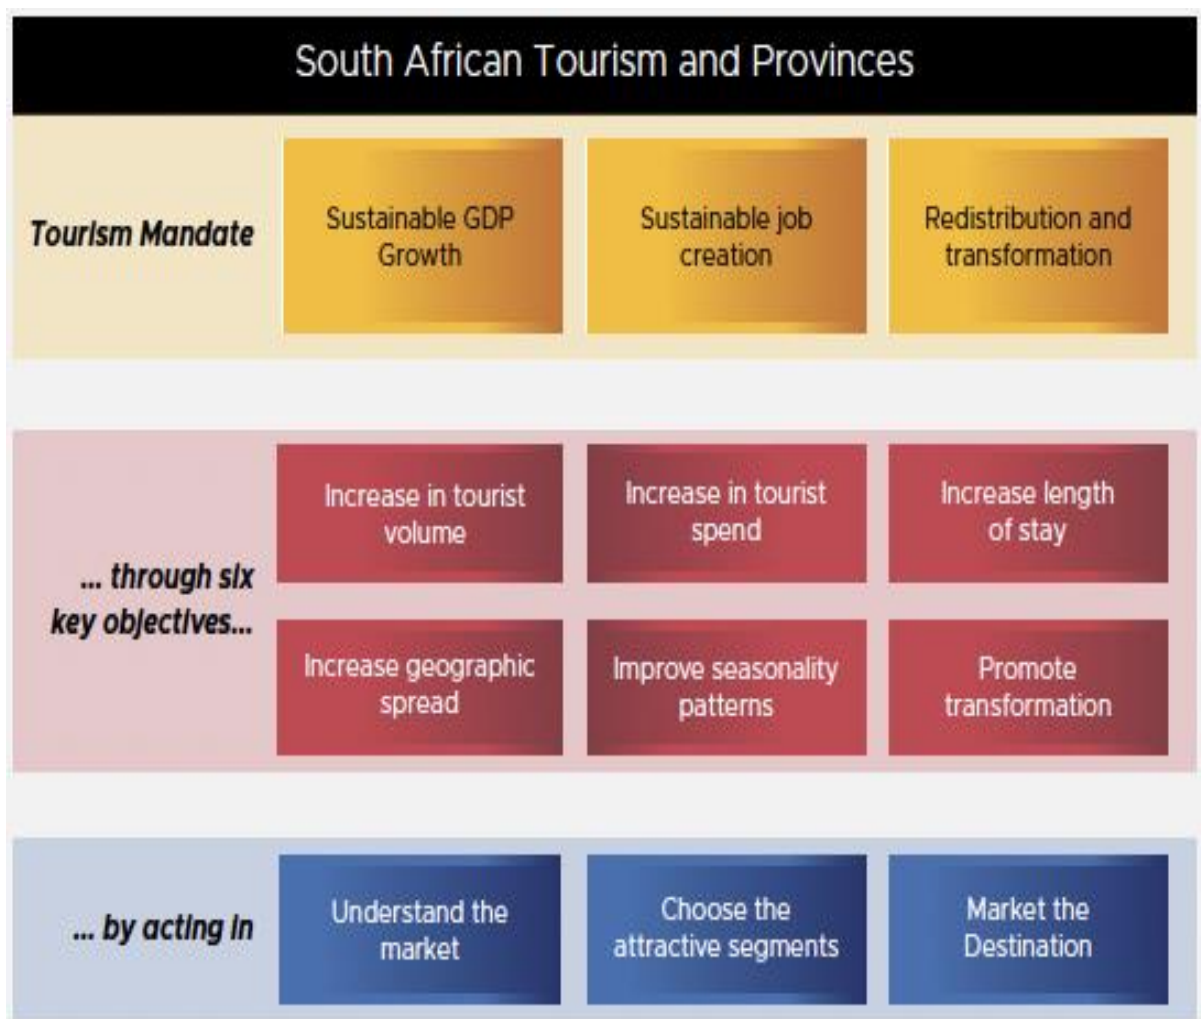 South African Tourism and Provinces
Tourism Mandate
Sustainable GDP
Growth
Sustainable job
creation
Redistribution and
transformation
... through six
key objectives...
Increase in tourist
volume
Increase in tourist
spend
Increase length
of stay
Increase geographic
spread
Improve seasonality
patterns
Promote
transformation
... by acting in
Understand the
market
Choose the
attractive segments
Market the
Destination